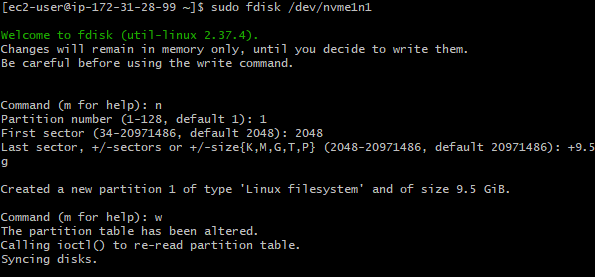 [ec2-user@ip-172-31-28-99 ~]$ sudo fdisk /dev/nvme1n1
Welcome to fdisk (util-linux 2.37.4).
Changes will remain in memory only, until you decide to write them.
Be careful before using the write command.
Command (m for help): n
Partition number (1-128, default 1): 1
First sector (34-20971486, default 2048): 2048
Last sector, +/-sectors or +/-size{K,M,G,T,P} (2048-20971486, default 20971486): +9.5
g
Created a new partition 1 of type 'Linux filesystem' and of size 9.5 GiB.
Command (m for help): w
The partition table has been altered.
Calling ioctl() to re-read partition table.
Syncing disks.